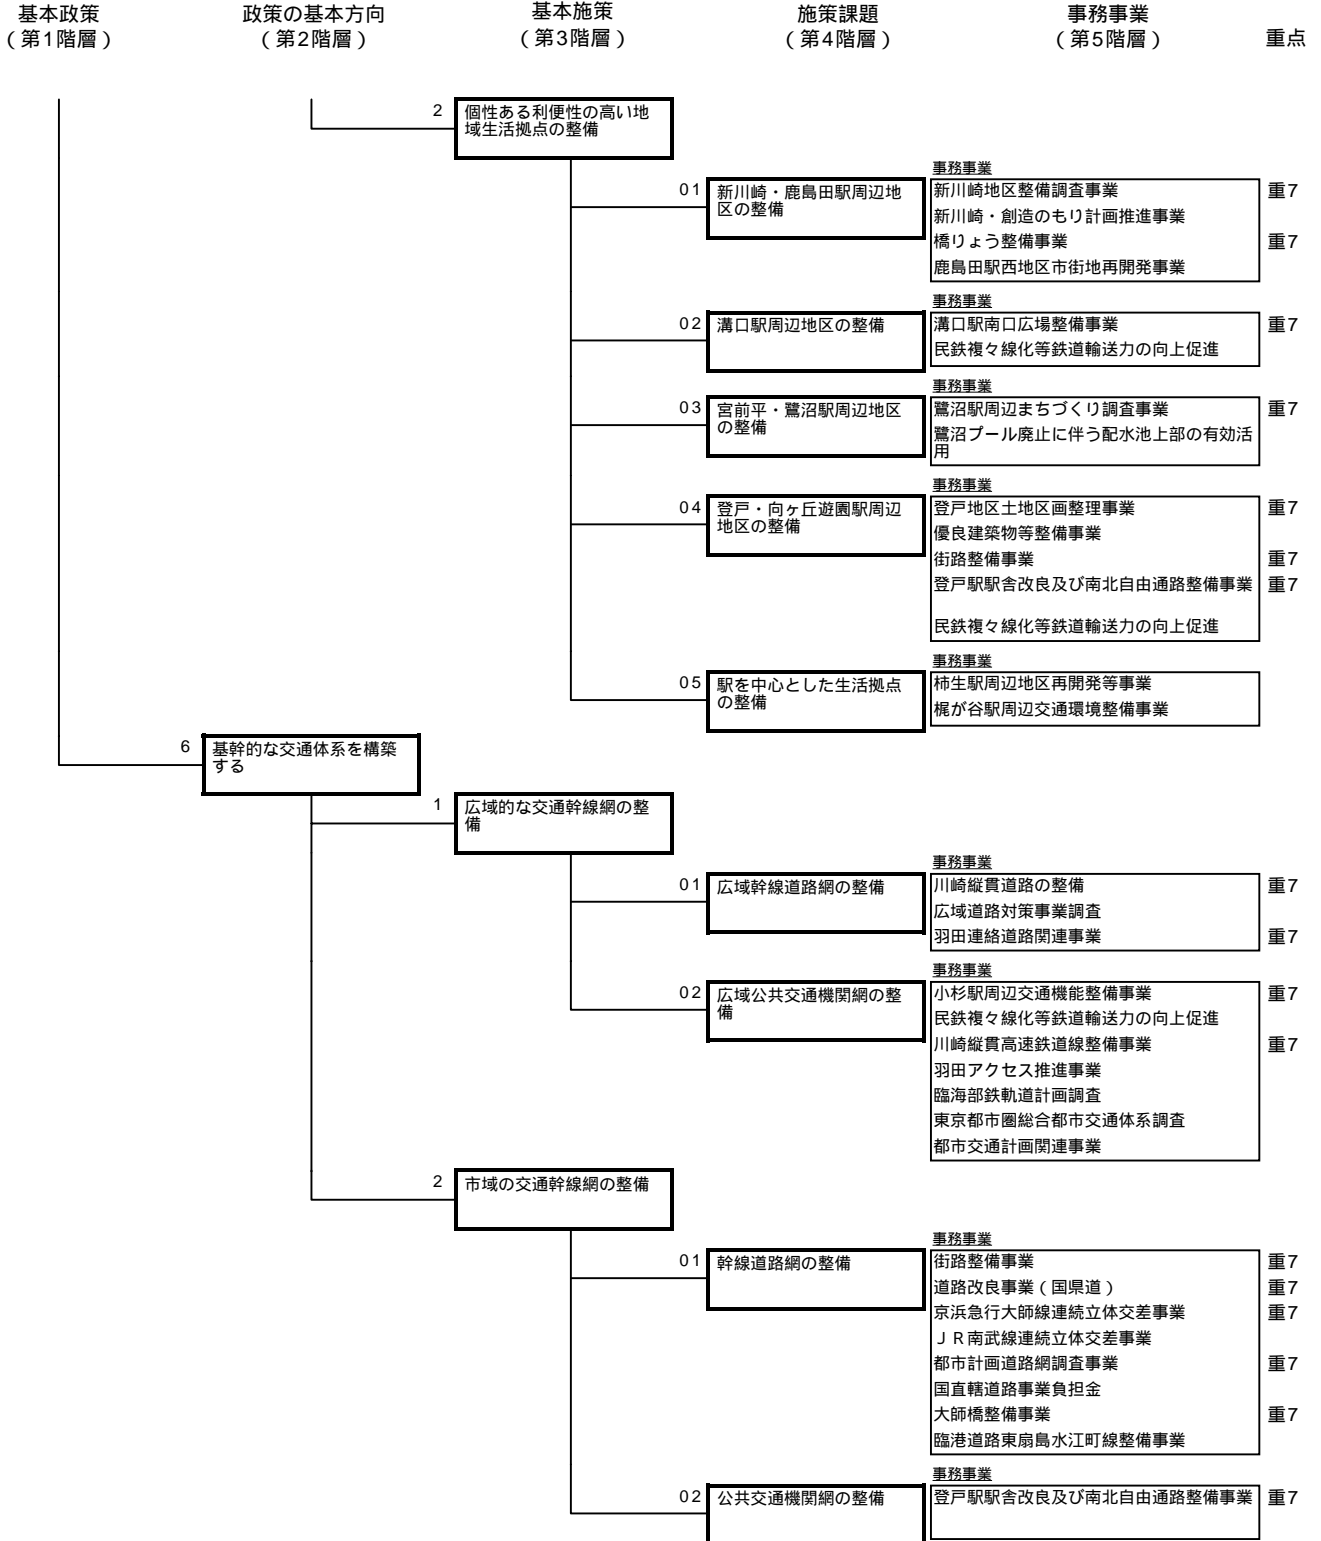 基本政策
（第1階層）
政策の基本方向
（第2階層）
基本施策
（第3階層）
施策課題
（第4階層）
事務事業
（第5階層）
重点
2
個性ある利便性の高い地
域生活拠点の整備
01
新川崎・鹿島田駅周辺地
区の整備
事務事業
新川崎地区整備調査事業 重7
新川崎・創造のもり計画推進事業
橋りょう整備事業 重7
鹿島田駅西地区市街地再開発事業
02
溝口駅周辺地区の整備
事務事業
溝口駅南口広場整備事業 重7
民鉄複々線化等鉄道輸送力の向上促進
03
宮前平・鷺沼駅周辺地区
の整備
事務事業
鷺沼駅周辺まちづくり調査事業 重7
鷺沼プール廃止に伴う配水池上部の有効活
用
04
登戸・向ヶ丘遊園駅周辺
地区の整備
事務事業
登戸地区土地区画整理事業 重7
優良建築物等整備事業
街路整備事業 重7
登戸駅駅舎改良及び南北自由通路整備事業 重7
民鉄複々線化等鉄道輸送力の向上促進
05
駅を中心とした生活拠点
の整備
事務事業
柿生駅周辺地区再開発等事業
梶が谷駅周辺交通環境整備事業
6
基幹的な交通体系を構築
する
1
広域的な交通幹線網の整
備
01
広域幹線道路網の整備
事務事業
川崎縦貫道路の整備 重7
広域道路対策事業調査
羽田連絡道路関連事業 重7
02
広域公共交通機関網の整
備
事務事業
小杉駅周辺交通機能整備事業 重7
民鉄複々線化等鉄道輸送力の向上促進
川崎縦貫高速鉄道線整備事業 重7
羽田アクセス推進事業
臨海部鉄軌道計画調査
東京都市圏総合都市交通体系調査
都市交通計画関連事業
2
市域の交通幹線網の整備
01
幹線道路網の整備
事務事業
街路整備事業 重7
道路改良事業（国県道） 重7
京浜急行大師線連続立体交差事業 重7
ＪＲ南武線連続立体交差事業
都市計画道路網調査事業 重7
国直轄道路事業負担金
大師橋整備事業 重7
臨港道路東扇島水江町線整備事業
02
公共交通機関網の整備
事務事業
登戸駅駅舎改良及び南北自由通路整備事業 重7